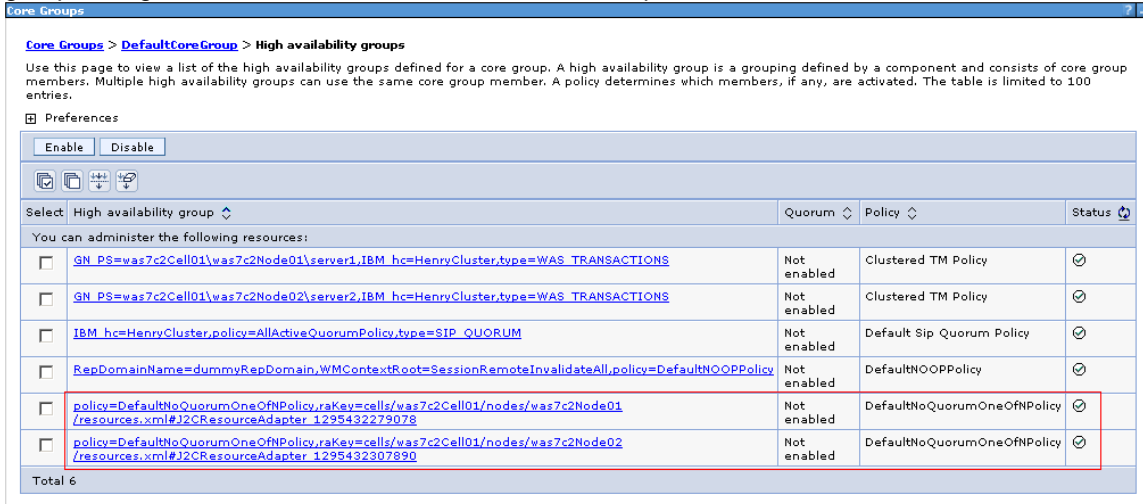 Core Groups
?
Core Groups > DefaultCoreGroup > High availability groups
Use this page to view a list of the high availability groups defined for a core group. A high availability group is a grouping defined by a component and consists of core group
members. Multiple high availability groups can use the same core group member. A policy determines which members, if any, are activated. The table is limited to 100
entries.
Preferences
Enable Disable
Select High availability group Quorum Policy Status
You can administer the following resources:
GN_PS=was7c2Cell01\was7c2Node01\server1,IBM_hc=HenryCluster,type=WAS_TRANSACTIONS Not enabled Clustered TM Policy
GN_PS=was7c2Cell01\was7c2Node02\server2,IBM_hc=HenryCluster,type=WAS_TRANSACTIONS Not enabled Clustered TM Policy
IBM_hc=HenryCluster,policy=AllActiveQuorumPolicy,type=SIP_QUORUM Not enabled Default Sip Quorum Policy
RepDomainName=dummyRepDomain,WMContextRoot=SessionRemoteInvalidateAll,policy=DefaultNOOPPolicy Not enabled DefaultNOOPPolicy
policy=DefaultNoQuorumOneOfNPolicy,raKey=cells/was7c2Cell01/nodes/was7c2Node01
/resources.xml#J2CResourceAdapter_1295432279078 Not enabled DefaultNoQuorumOneOfNPolicy
policy=DefaultNoQuorumOneOfNPolicy,raKey=cells/was7c2Cell01/nodes/was7c2Node02
/resources.xml#J2CResourceAdapter_1295432307890 Not enabled DefaultNoQuorumOneOfNPolicy
Total 6